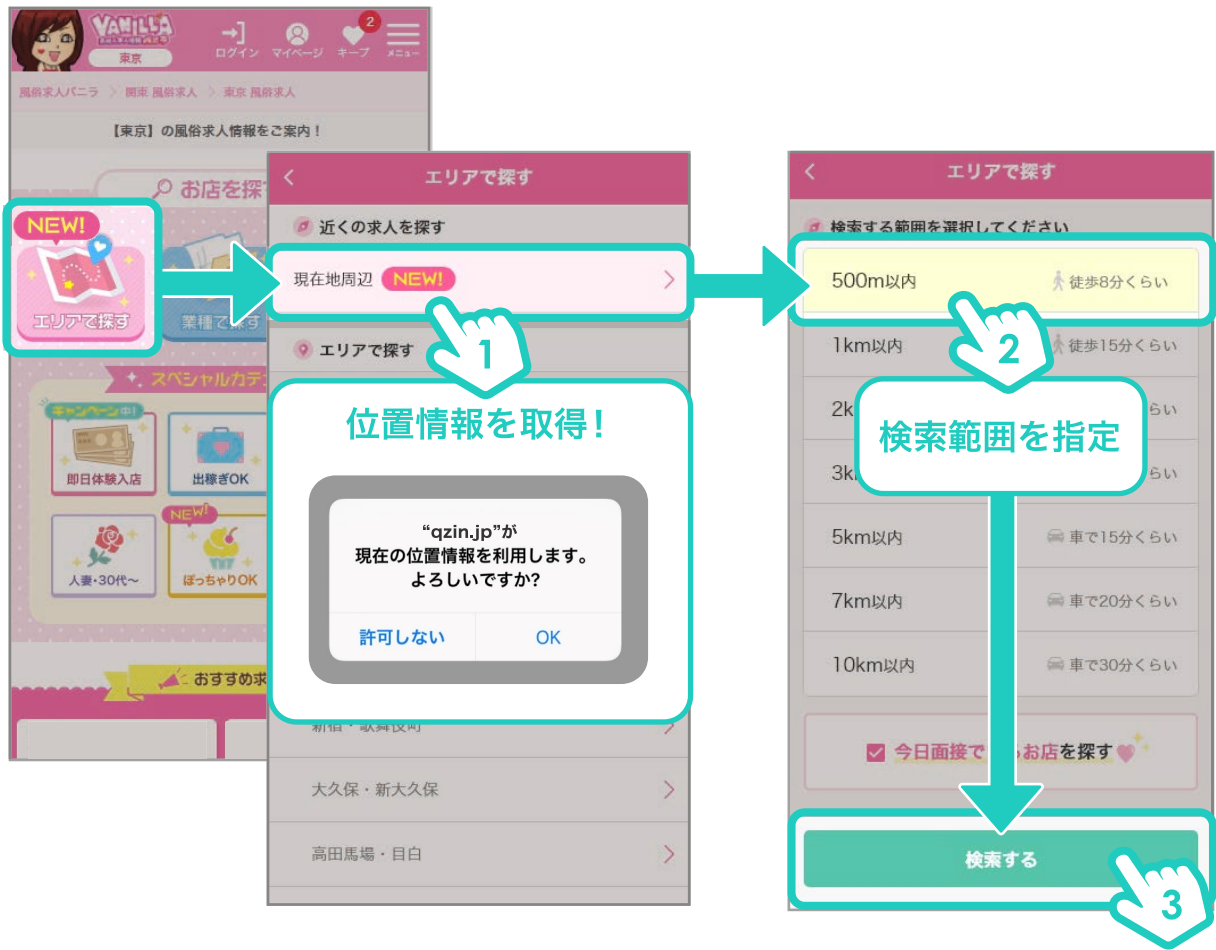 VANILLA
東京
ログイン
マイページ
キープ
2
メニュー
風俗求人バニラ > 関東 風俗求人 > 東京 風俗求人
【東京】の風俗求人情報をご案内！
お店を探
NEW!
エリアで探す
業種で探す
スペシャルカテ
キャンペーン中!
即日体験入店
出稼ぎOK
人妻・30代〜
NEW!
ぽっちゃりOK
おすすめ求
エリアで探す
近くの求人を探す
現在地周辺 NEW!
1
エリアで探す
位置情報を取得！
“qzin.jp”が
現在の位置情報を利用します。
よろしいですか?
許可しない OK
新宿・歌舞伎町
大久保・新大久保
高田馬場・目白
エリアで探す
検索する範囲を選択してください
500m以内 徒歩8分くらい
2
1km以内 徒歩15分くらい
2k らい
検索範囲を指定
3k らい
5km以内 車で15分くらい
7km以内 車で20分くらい
10km以内 車で30分くらい
今日面接で るお店を探す
検索する
3